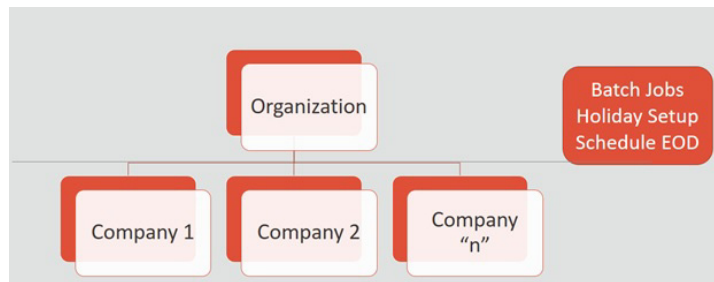 Organization
Batch Jobs
Holiday Setup
Schedule EOD
Company 1
Company 2
Company
“n”